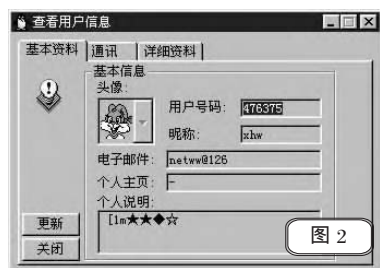 查看用户信息
基本资料 通讯 详细资料
基本信息
头像:
用户号码: 476375
昵称: xhw
电子邮件: netww@126
个人主页: -
个人说明:
[1m★★◆☆
更新
关闭
图 2